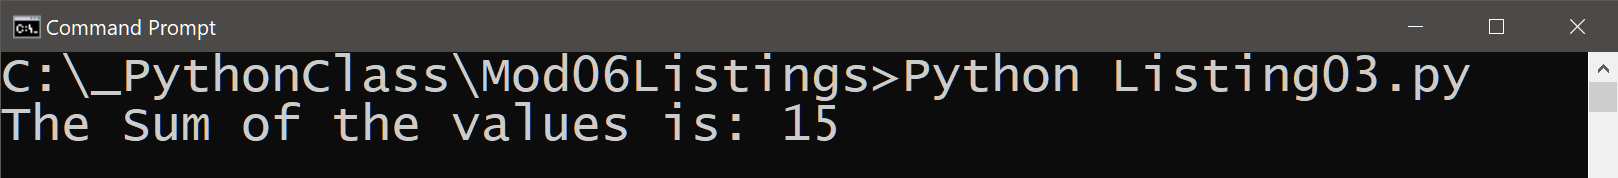 Command Prompt
C:\_PythonClass\Mod06Listings>Python Listing03.py
The Sum of the values is: 15